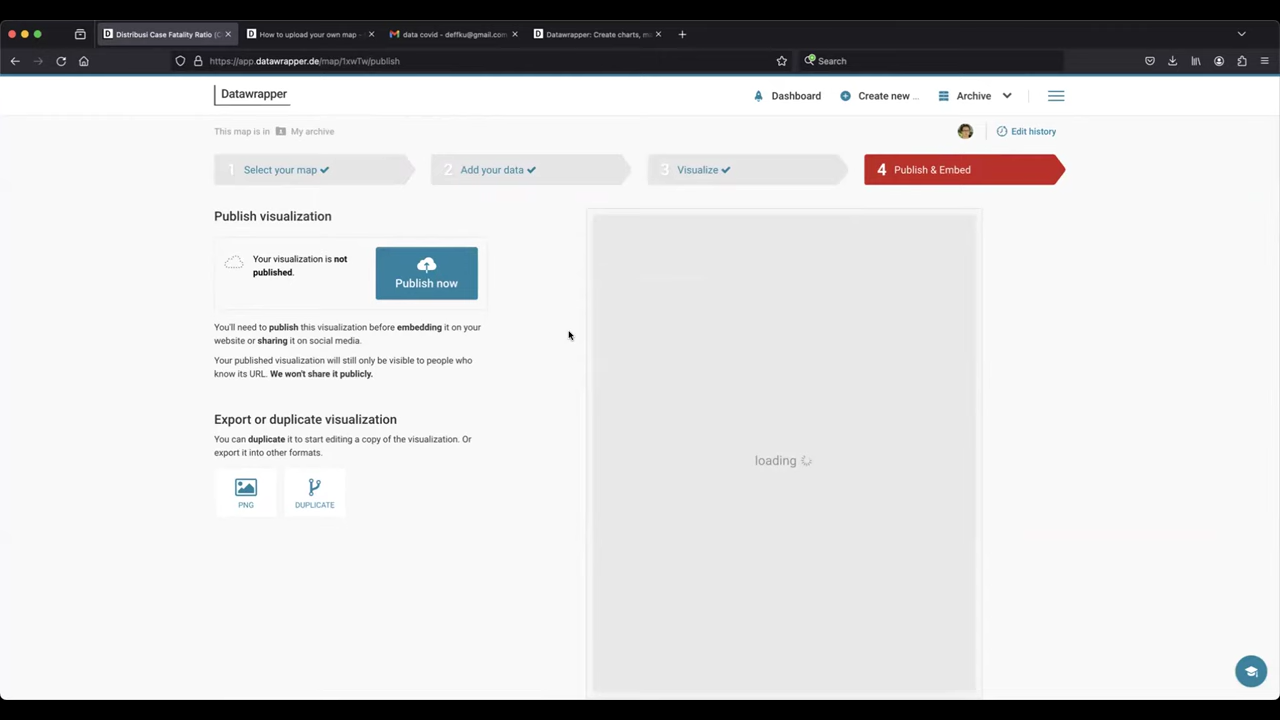 Distribusi Case Fatality Ratio (C
How to upload your own map –
data covid - deffku@gmail.com
Datawrapper: Create charts, m
https://app.datawrapper.de/map/1xwTw/publish
Search
Datawrapper
Dashboard
Create new ...
Archive
This map is in My archive
Edit history
1 Select your map
2 Add your data
3 Visualize
4 Publish & Embed
Publish visualization
Your visualization is not
published.
Publish now
You'll need to publish this visualization before embedding it on your
website or sharing it on social media.
Your published visualization will still only be visible to people who
know its URL. We won't share it publicly.
Export or duplicate visualization
You can duplicate it to start editing a copy of the visualization. Or
export it into other formats.
PNG
DUPLICATE
loading